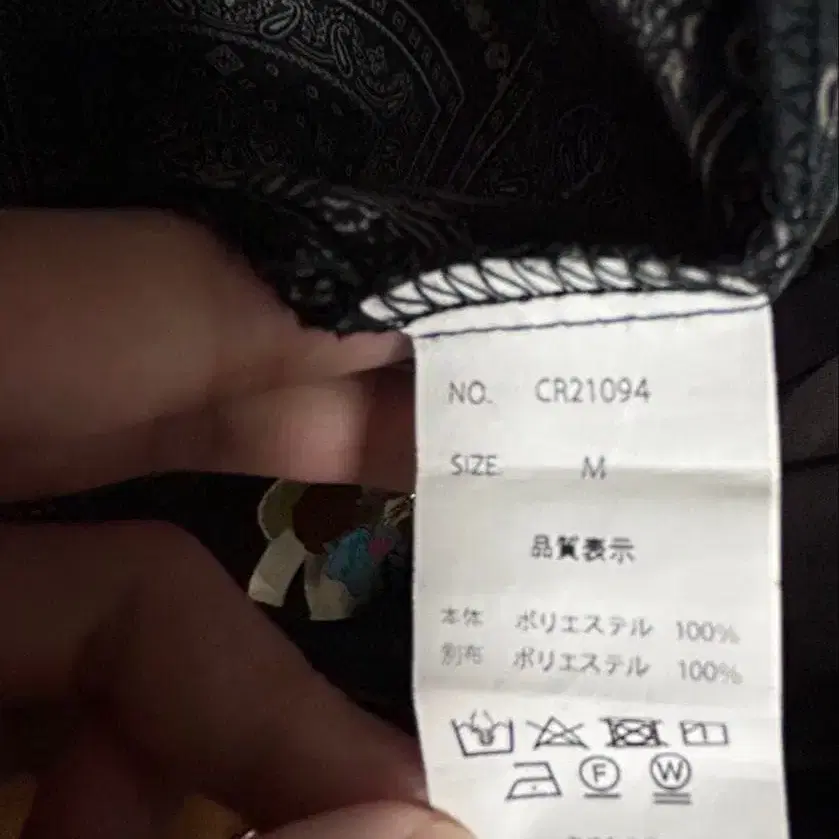 NO. CR21094
SIZE M
品質表示
本体 ポリエステル 100%
別布 ポリエステル 100%
F W